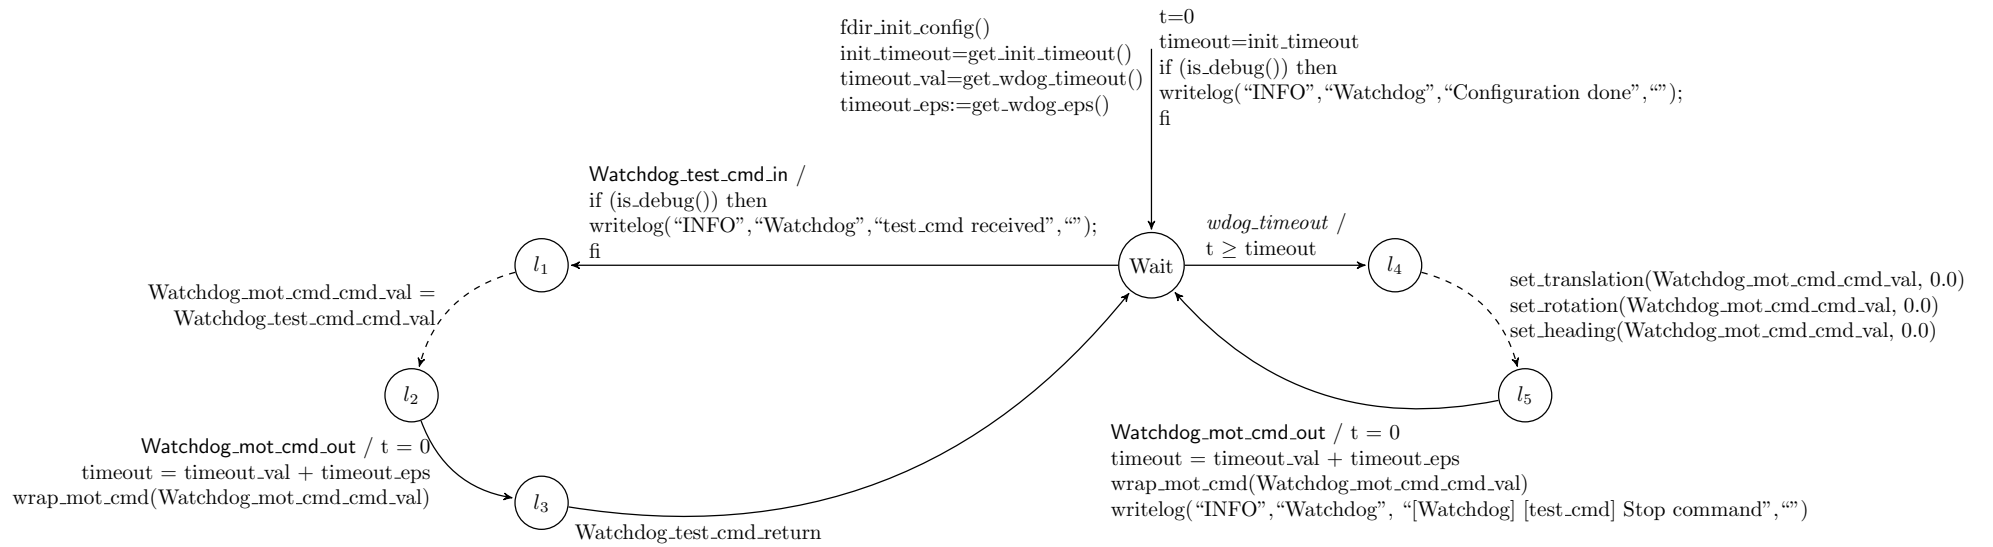 fdir_init_config()
init_timeout=get_init_timeout()
timeout_val=get_wdog_timeout()
timeout_eps:=get_wdog_eps()
t=0
timeout=init_timeout
if (is_debug()) then
writelog(“INFO”,“Watchdog”,“Configuration done”,“”);
fi
Watchdog_test_cmd_in /
if (is_debug()) then
writelog(“INFO”,“Watchdog”,“test_cmd received”,“”);
fi
wdog_timeout /
t ≥ timeout
l1
Wait
l4
Watchdog_mot_cmd_cmd_val =
Watchdog_test_cmd_cmd_val
set_translation(Watchdog_mot_cmd_cmd_val, 0.0)
set_rotation(Watchdog_mot_cmd_cmd_val, 0.0)
set_heading(Watchdog_mot_cmd_cmd_val, 0.0)
l2
l5
Watchdog_mot_cmd_out / t = 0
timeout = timeout_val + timeout_eps
wrap_mot_cmd(Watchdog_mot_cmd_cmd_val)
l3
Watchdog_test_cmd_return
Watchdog_mot_cmd_out / t = 0
timeout = timeout_val + timeout_eps
wrap_mot_cmd(Watchdog_mot_cmd_cmd_val)
writelog(“INFO”,“Watchdog”, “[Watchdog] [test_cmd] Stop command”,“”)